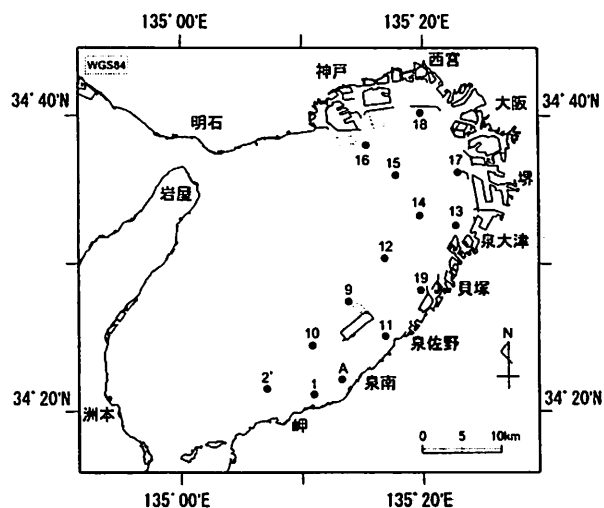 135° 00′E
135° 20′E
WGS84
西宮
神戸
34° 40′N
大阪
34° 40′N
明石
18
16
15
17
堺
岩屋
14
13
泉大津
12
9
19
貝塚
10
11
泉佐野
N
A
2'
1
泉南
34° 20′N
34° 20′N
洲本
岬
0 5 10km
135° 00′E
135° 20′E